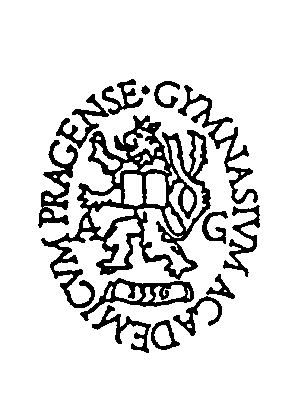 GYMNASIVM ACADEMICVM PRAGENSE ·
A G
1556